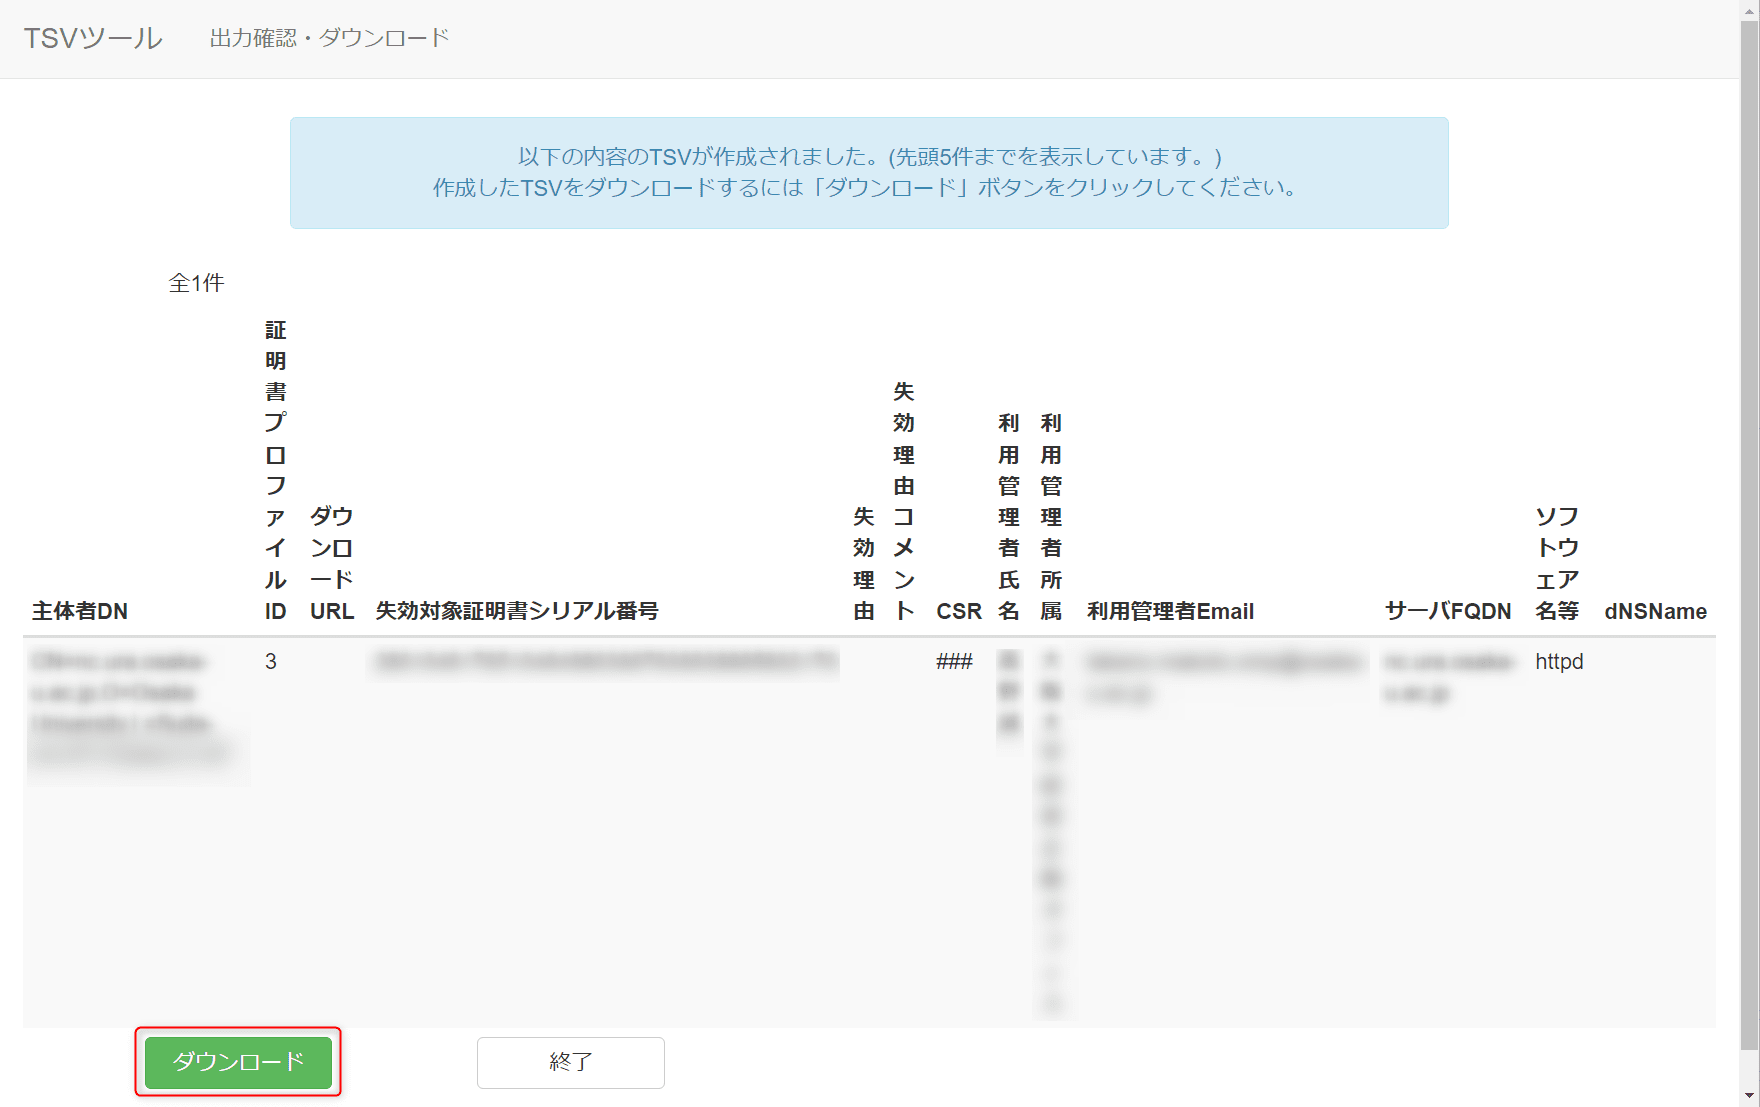 TSVツール 出力確認・ダウンロード
以下の内容のTSVが作成されました。(先頭5件までを表示しています。)
作成したTSVをダウンロードするには「ダウンロード」ボタンをクリックしてください。
全1件
主体者DN
証明書プロファイルID
ダウンロードURL
失効対象証明書シリアル番号
失効理由
失効理由コメント
CSR
利用管理者氏名
利用管理者所属
利用管理者Email
サーバFQDN
ソフトウェア名等
dNSName
3 ### httpd
ダウンロード 終了